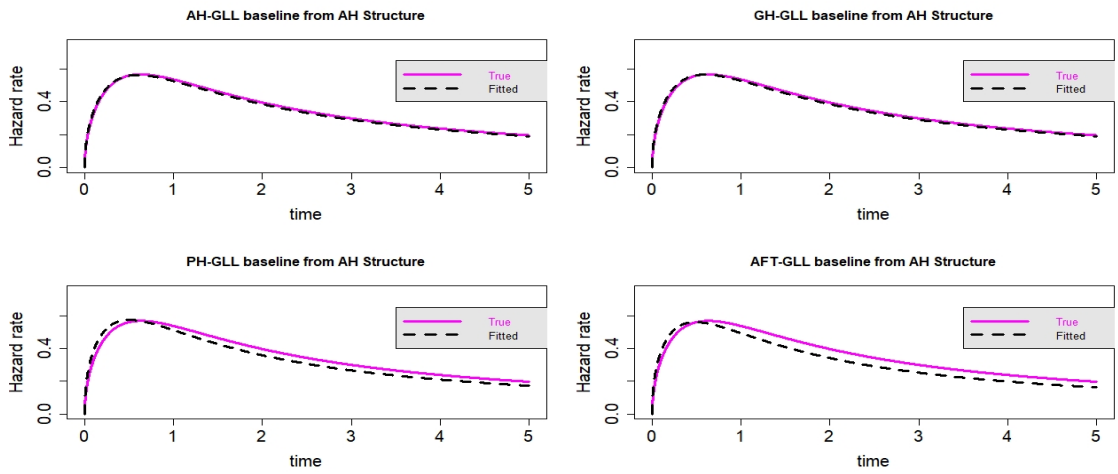 AH-GLL baseline from AH Structure
Hazard rate
0.0
0.4
True
Fitted
0 1 2 3 4 5
time
GH-GLL baseline from AH Structure
Hazard rate
0.0
0.4
True
Fitted
0 1 2 3 4 5
time
PH-GLL baseline from AH Structure
Hazard rate
0.0
0.4
True
Fitted
0 1 2 3 4 5
time
AFT-GLL baseline from AH Structure
Hazard rate
0.0
0.4
True
Fitted
0 1 2 3 4 5
time